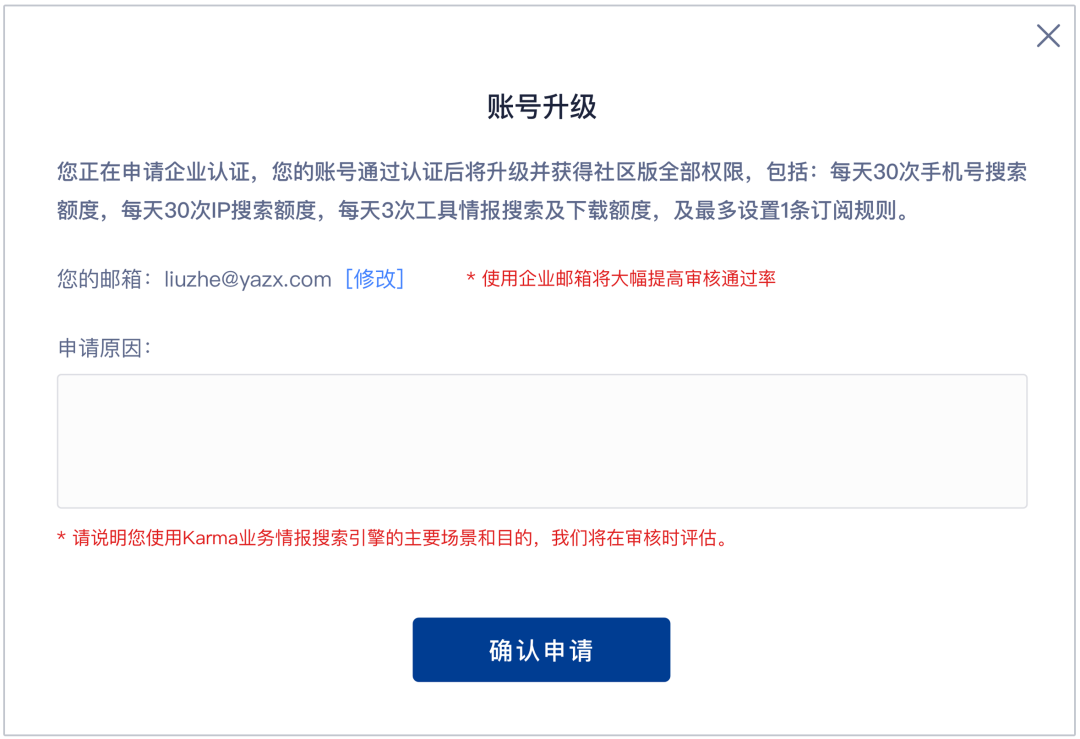 账号升级
您正在申请企业认证，您的账号通过认证后将升级并获得社区版全部权限，包括：每天30次手机号搜索
额度，每天30次IP搜索额度，每天3次工具情报搜索及下载额度，及最多设置1条订阅规则。
您的邮箱：liuzhe@yazx.com [修改] * 使用企业邮箱将大幅提高审核通过率
申请原因：
* 请说明您使用Karma业务情报搜索引擎的主要场景和目的，我们将在审核时评估。
确认申请